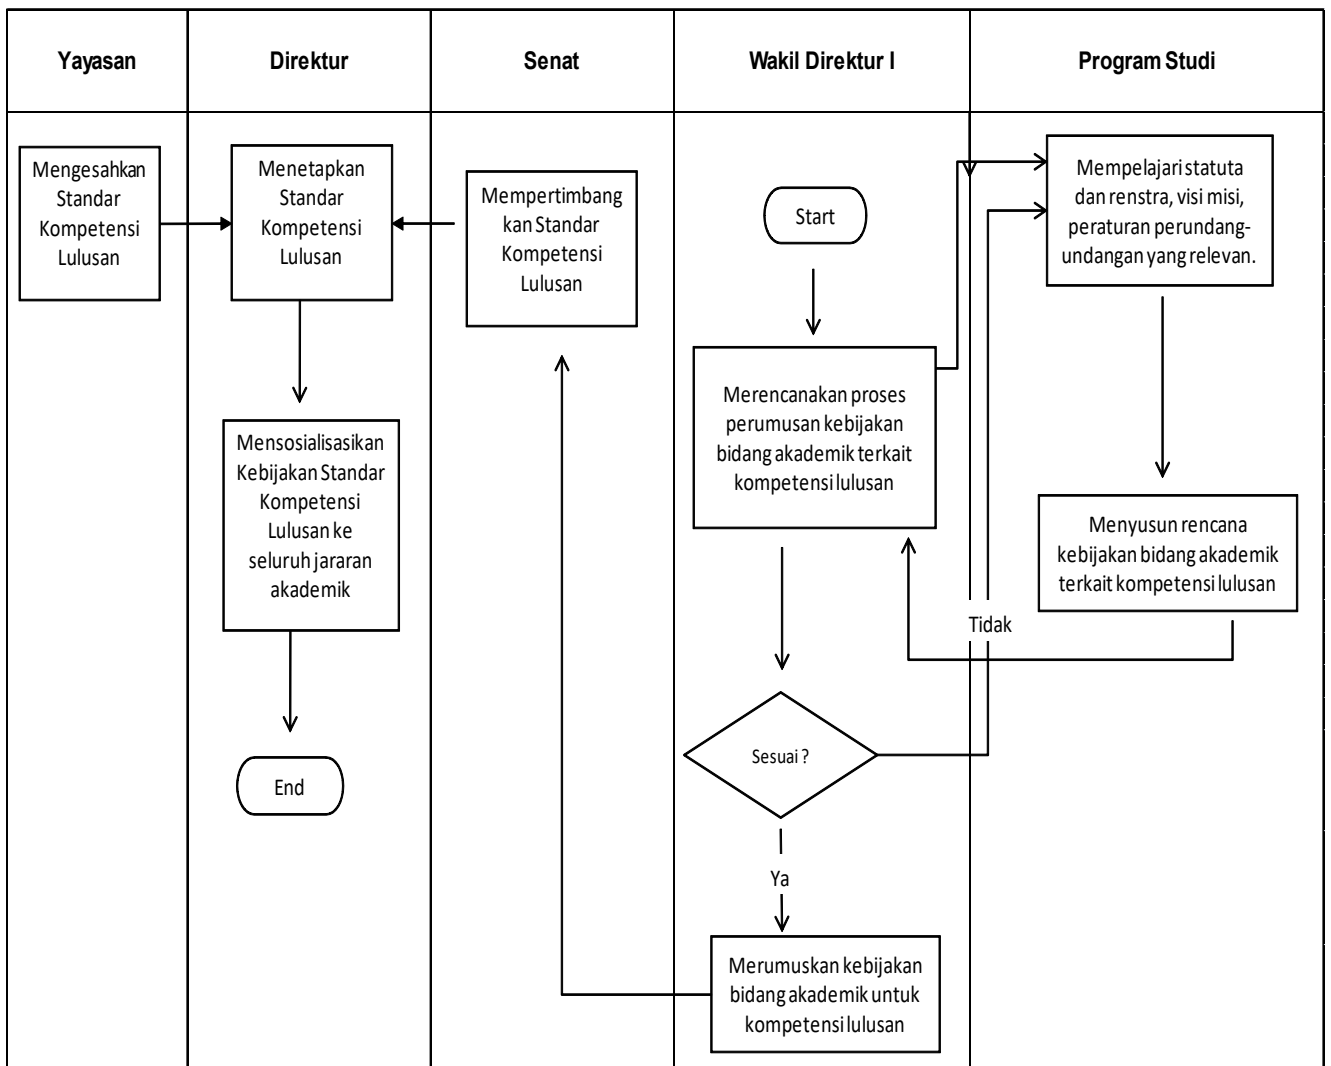 Yayasan
Direktur
Senat
Wakil Direktur I
Program Studi
Mengesahkan
Standar
Kompetensi
Lulusan
Menetapkan
Standar
Kompetensi
Lulusan
Mempertimbang
kan Standar
Kompetensi
Lulusan
Start
Mempelajari statuta
dan renstra, visi misi,
peraturan perundang-
undangan yang relevan.
Merencanakan proses
perumusan kebijakan
bidang akademik terkait
kompetensi lulusan
Mensosialisasikan
Kebijakan Standar
Kompetensi
Lulusan ke
seluruh jararan
akademik
Menyusun rencana
kebijakan bidang akademik
terkait kompetensi lulusan
Tidak
Sesuai ?
End
Ya
Merumuskan kebijakan
bidang akademik untuk
kompetensi lulusan